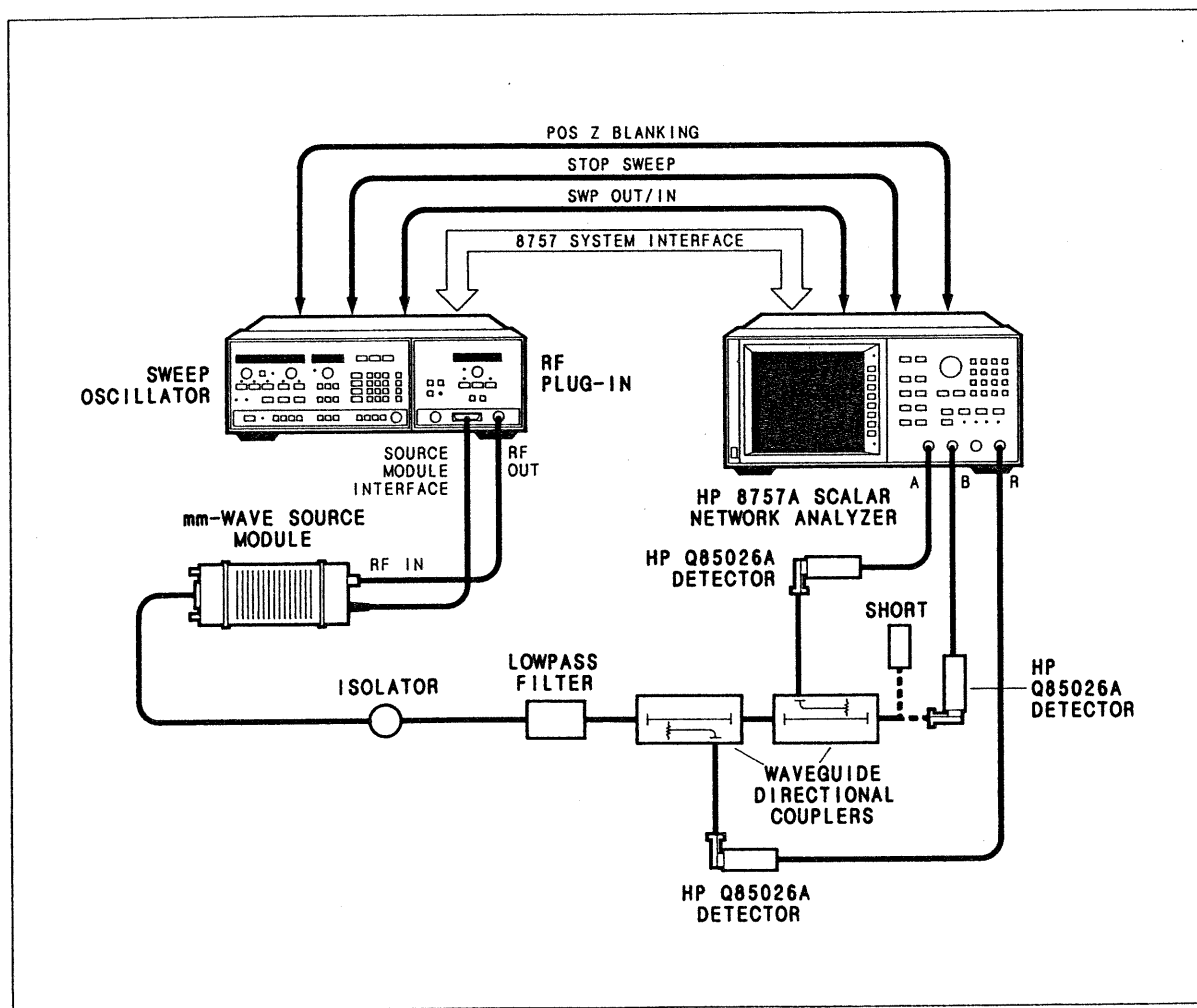 POS Z BLANKING
STOP SWEEP
SWP OUT/IN
8757 SYSTEM INTERFACE
SWEEP
OSCILLATOR
RF
PLUG-IN
SOURCE
MODULE
INTERFACE
RF
OUT
A
B
R
HP 8757A SCALAR
NETWORK ANALYZER
mm-WAVE SOURCE
MODULE
RF IN
HP Q85026A
DETECTOR
SHORT
HP
Q85026A
DETECTOR
ISOLATOR
LOWPASS
FILTER
WAVEGUIDE
DIRECTIONAL
COUPLERS
HP Q85026A
DETECTOR